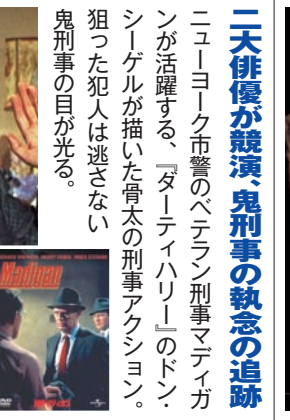 二大俳優が競演、鬼刑事の執念の追跡
ニューヨーク市警のベテラン刑事マディガ
ンが活躍する、『ダーティハリー』のドン・
シーゲルが描いた骨太の刑事アクション。
狙った犯人は逃さない
鬼刑事の目が光る。
Madigan